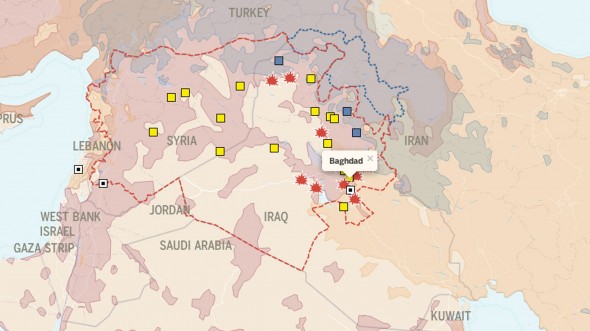 TURKEY
PRUS
SYRIA
IRAN
LEBANON
Baghdad ×
WEST BANK
ISRAEL
GAZA STRIP
JORDAN
IRAQ
SAUDI ARABIA
KUWAIT